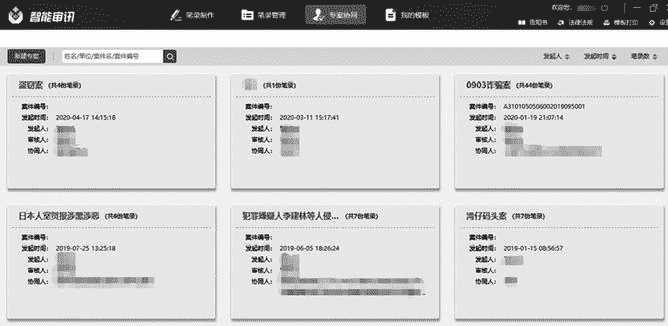 智能审讯
笔录制作
笔录管理
专案协同
我的模板
欢迎您,
告知书
法律法规
模板打印
新建专案
姓名/单位/案件名/案件编号
发起人
发起时间
笔录数
盗窃案 (共4份笔录)
案件编号:
发起时间: 2020-04-17 14:15:18
发起人:
审核人:
协同人:
(共1份笔录)
案件编号:
发起时间: 2020-03-11 15:17:41
发起人:
审核人:
协同人:
0903诈骗案 (共44份笔录)
案件编号: A3101050506002019095001
发起时间: 2020-01-19 21:07:14
发起人:
审核人:
协同人:
日本人室贺报涉黑涉恶 (共6份笔录)
案件编号:
发起时间: 2019-07-25 13:25:18
发起人:
审核人:
协同人:
犯罪嫌疑人李建林等人侵... (共7份笔录)
案件编号:
发起时间: 2019-06-05 18:26:24
发起人:
审核人:
协同人:
湾仔码头案 (共7份笔录)
案件编号:
发起时间: 2019-01-15 08:56:57
发起人:
审核人:
协同人: